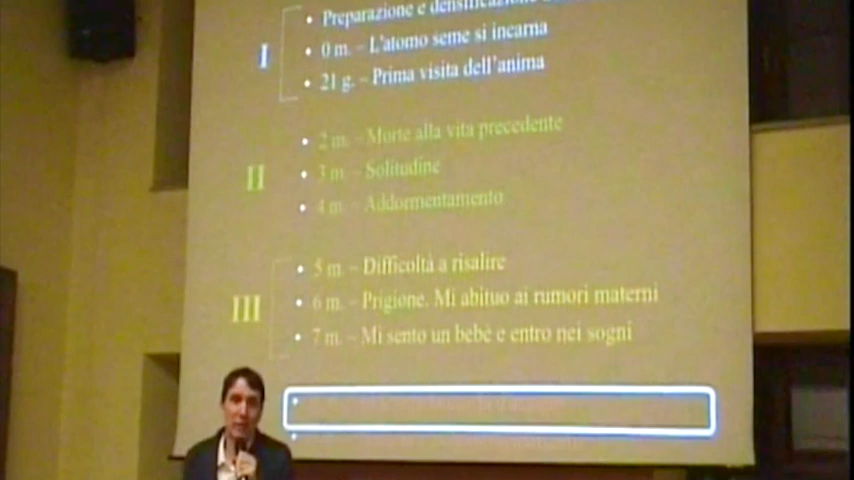 • Preparazione e densificazione
I
• 0 m. – L'atomo seme si incarna
• 21 g. – Prima visita dell'anima
• 2 m. – Morte alla vita precedente
II
• 3 m. – Solitudine
• 4 m. – Addormentamento
• 5 m. – Difficoltà a risalire
III
• 6 m. – Prigione. Mi abituo ai rumori materni
• 7 m. – Mi sento un bebè e entro nei sogni